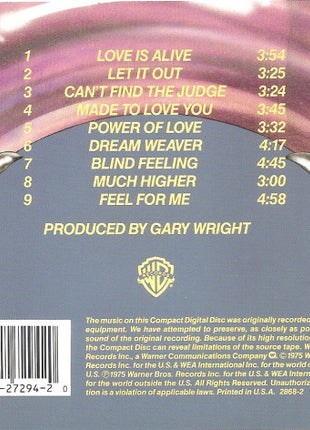 1 LOVE IS ALIVE 3:54
2 LET IT OUT 3:25
3 CAN'T FIND THE JUDGE 3:24
4 MADE TO LOVE YOU 3:45
5 POWER OF LOVE 3:32
6 DREAM WEAVER 4:17
7 BLIND FEELING 4:45
8 MUCH HIGHER 3:00
9 FEEL FOR ME 4:58
PRODUCED BY GARY WRIGHT
The music on this Compact Digital Disc was originally recorded
equipment. We have attempted to preserve, as closely as po
sound of the original recording. Because of its high resolution
the Compact Disc can reveal limitations of the source tape. W
Records Inc., a Warner Communications Company ©1975 W
Records Inc. for the U.S. & WEA International Inc. for the world
U.S. ℗1975 Warner Bros. Records Inc. for the U.S. & WEA Inter
for the world outside the U.S. All Rights Reserved. Unauthoriz
tion is a violation of applicable laws. Printed in U.S.A. 2868-2
-27294-2 0